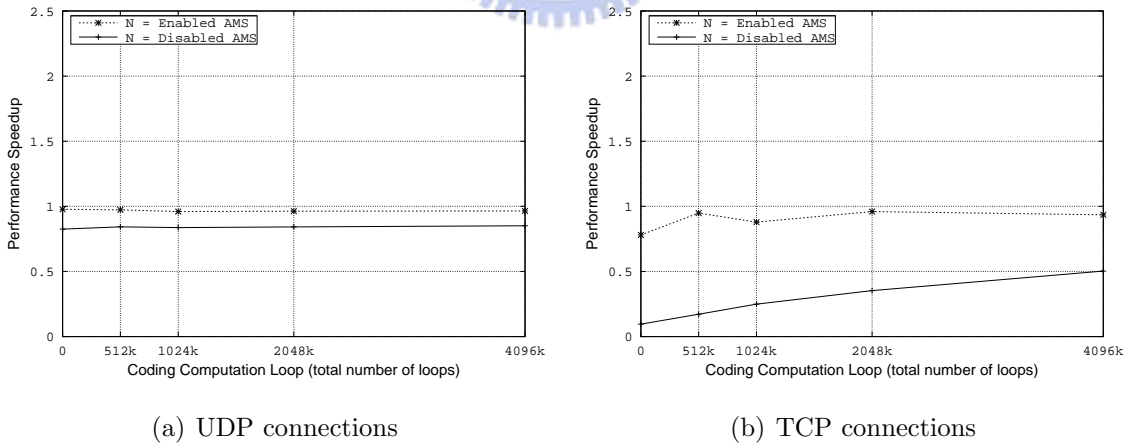 2.5
2
1.5
1
0.5
0
Performance Speedup
N = Enabled AMS
N = Disabled AMS
0 512k 1024k 2048k 4096k
Coding Computation Loop (total number of loops)
(a) UDP connections
2.5
2
1.5
1
0.5
0
Performance Speedup
N = Enabled AMS
N = Disabled AMS
0 512k 1024k 2048k 4096k
Coding Computation Loop (total number of loops)
(b) TCP connections